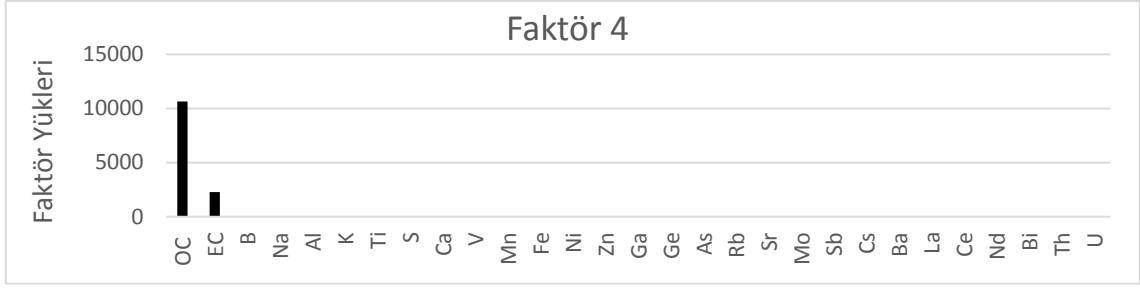 Faktör 4
Faktör Yükleri
15000
10000
5000
0
OC EC B Na Al K Ti S Ca V Mn Fe Ni Zn Ga Ge As Rb Sr Mo Sb Cs Ba La Ce Nd Bi Th U